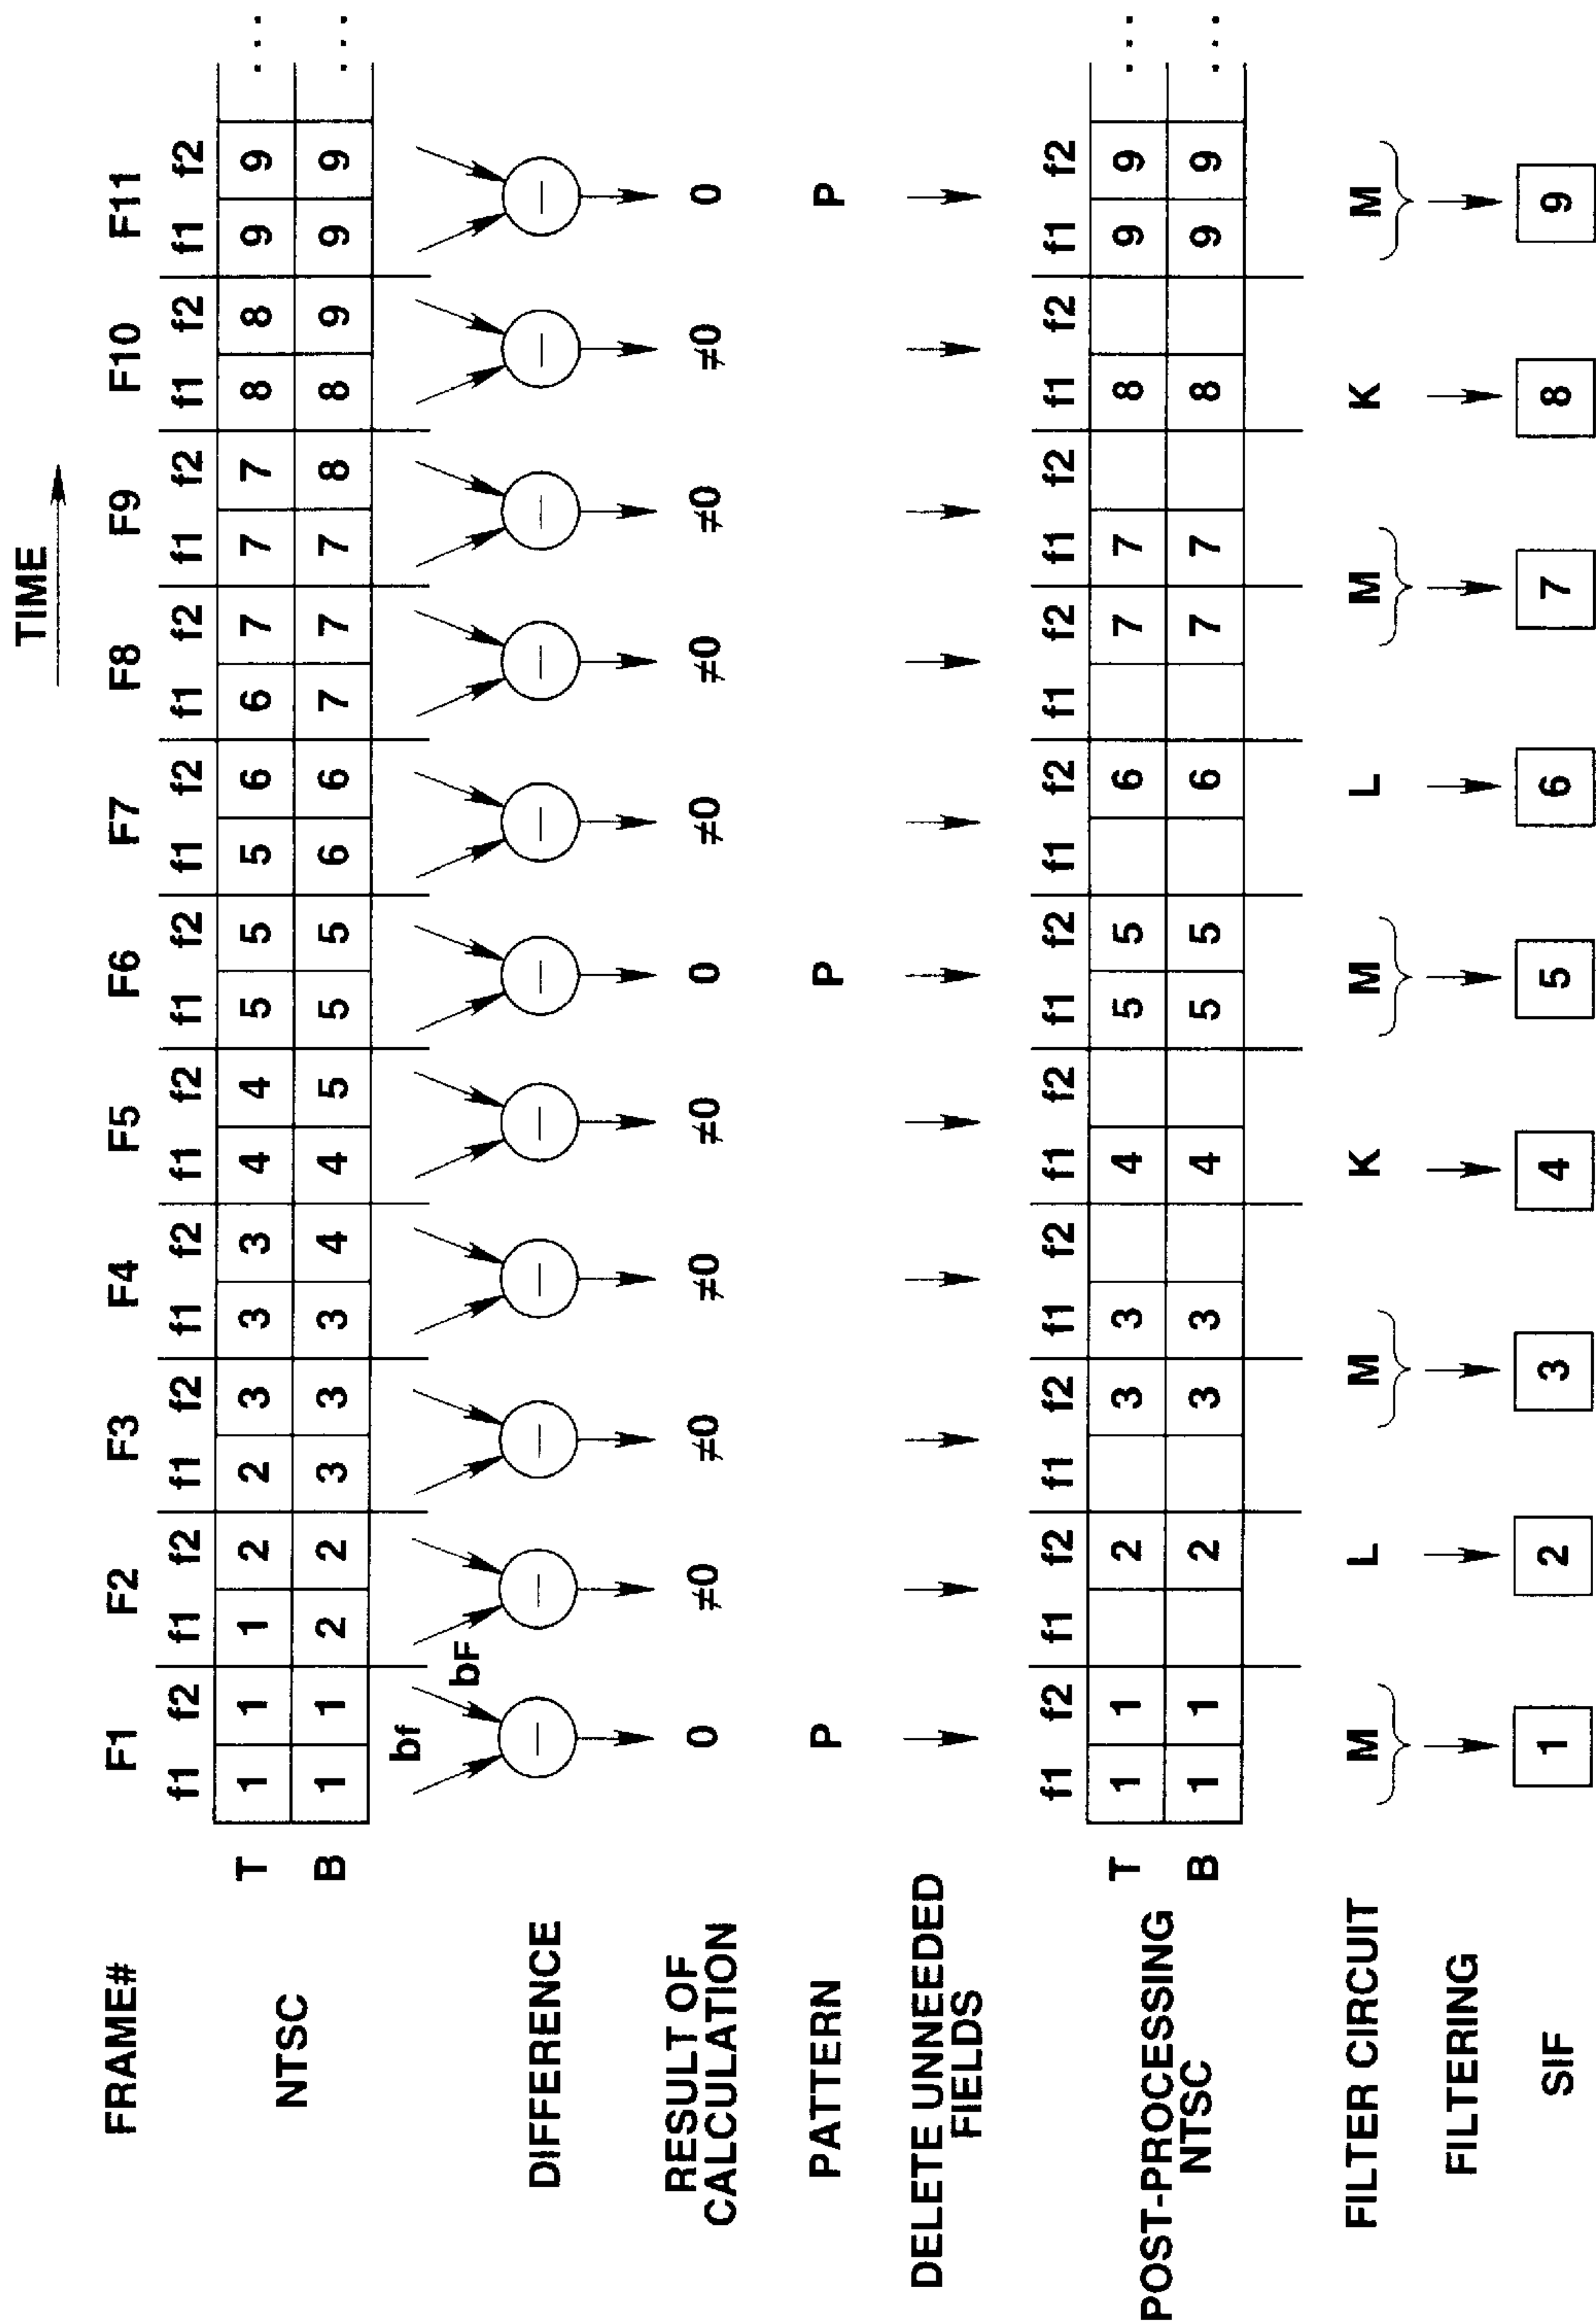 TIME
FRAME# F1 F2 F3 F4 F5 F6 F7 F8 F9 F10 F11
f1 f2 f1 f2 f1 f2 f1 f2 f1 f2 f1 f2 f1 f2 f1 f2 f1 f2 f1 f2 f1 f2
NTSC
T 1 1 1 2 2 3 3 3 4 4 5 5 5 6 6 7 7 7 8 8 9 9 ...
B 1 1 2 2 3 3 3 4 4 5 5 5 6 6 7 7 7 8 8 9 9 9 ...
bf bF
DIFFERENCE − − − − − − − − − − −
RESULT OF
CALCULATION
0 ≠0 ≠0 ≠0 ≠0 0 ≠0 ≠0 ≠0 ≠0 0
PATTERN P P P
DELETE UNNEEDED
FIELDS
f1 f2 f1 f2 f1 f2 f1 f2 f1 f2 f1 f2 f1 f2 f1 f2 f1 f2 f1 f2 f1 f2
POST-PROCESSING
NTSC
T 1 1 2 3 3 4 5 5 6 7 7 8 9 9 ...
B 1 1 2 3 3 4 5 5 6 7 7 8 9 9 ...
FILTER CIRCUIT M L M K M L M K M
FILTERING
SIF 1 2 3 4 5 6 7 8 9